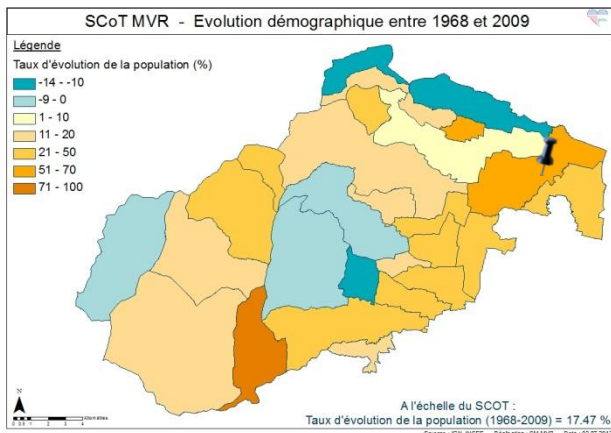 SCoT MVR - Evolution démographique entre 1968 et 2009
Légende
Taux d'évolution de la population (%)
-14 - -10
-9 - 0
1 - 10
11 - 20
21 - 50
51 - 70
71 - 100
N
A l'échelle du SCOT :
Taux d'évolution de la population (1968-2009) = 17.47 %